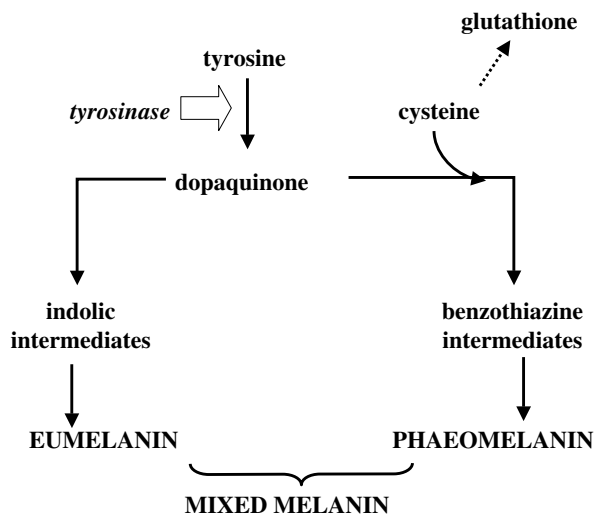 glutathione
tyrosine
tyrosinase
cysteine
dopaquinone
indolic
intermediates
benzothiazine
intermediates
EUMELANIN
PHAEOMELANIN
MIXED MELANIN